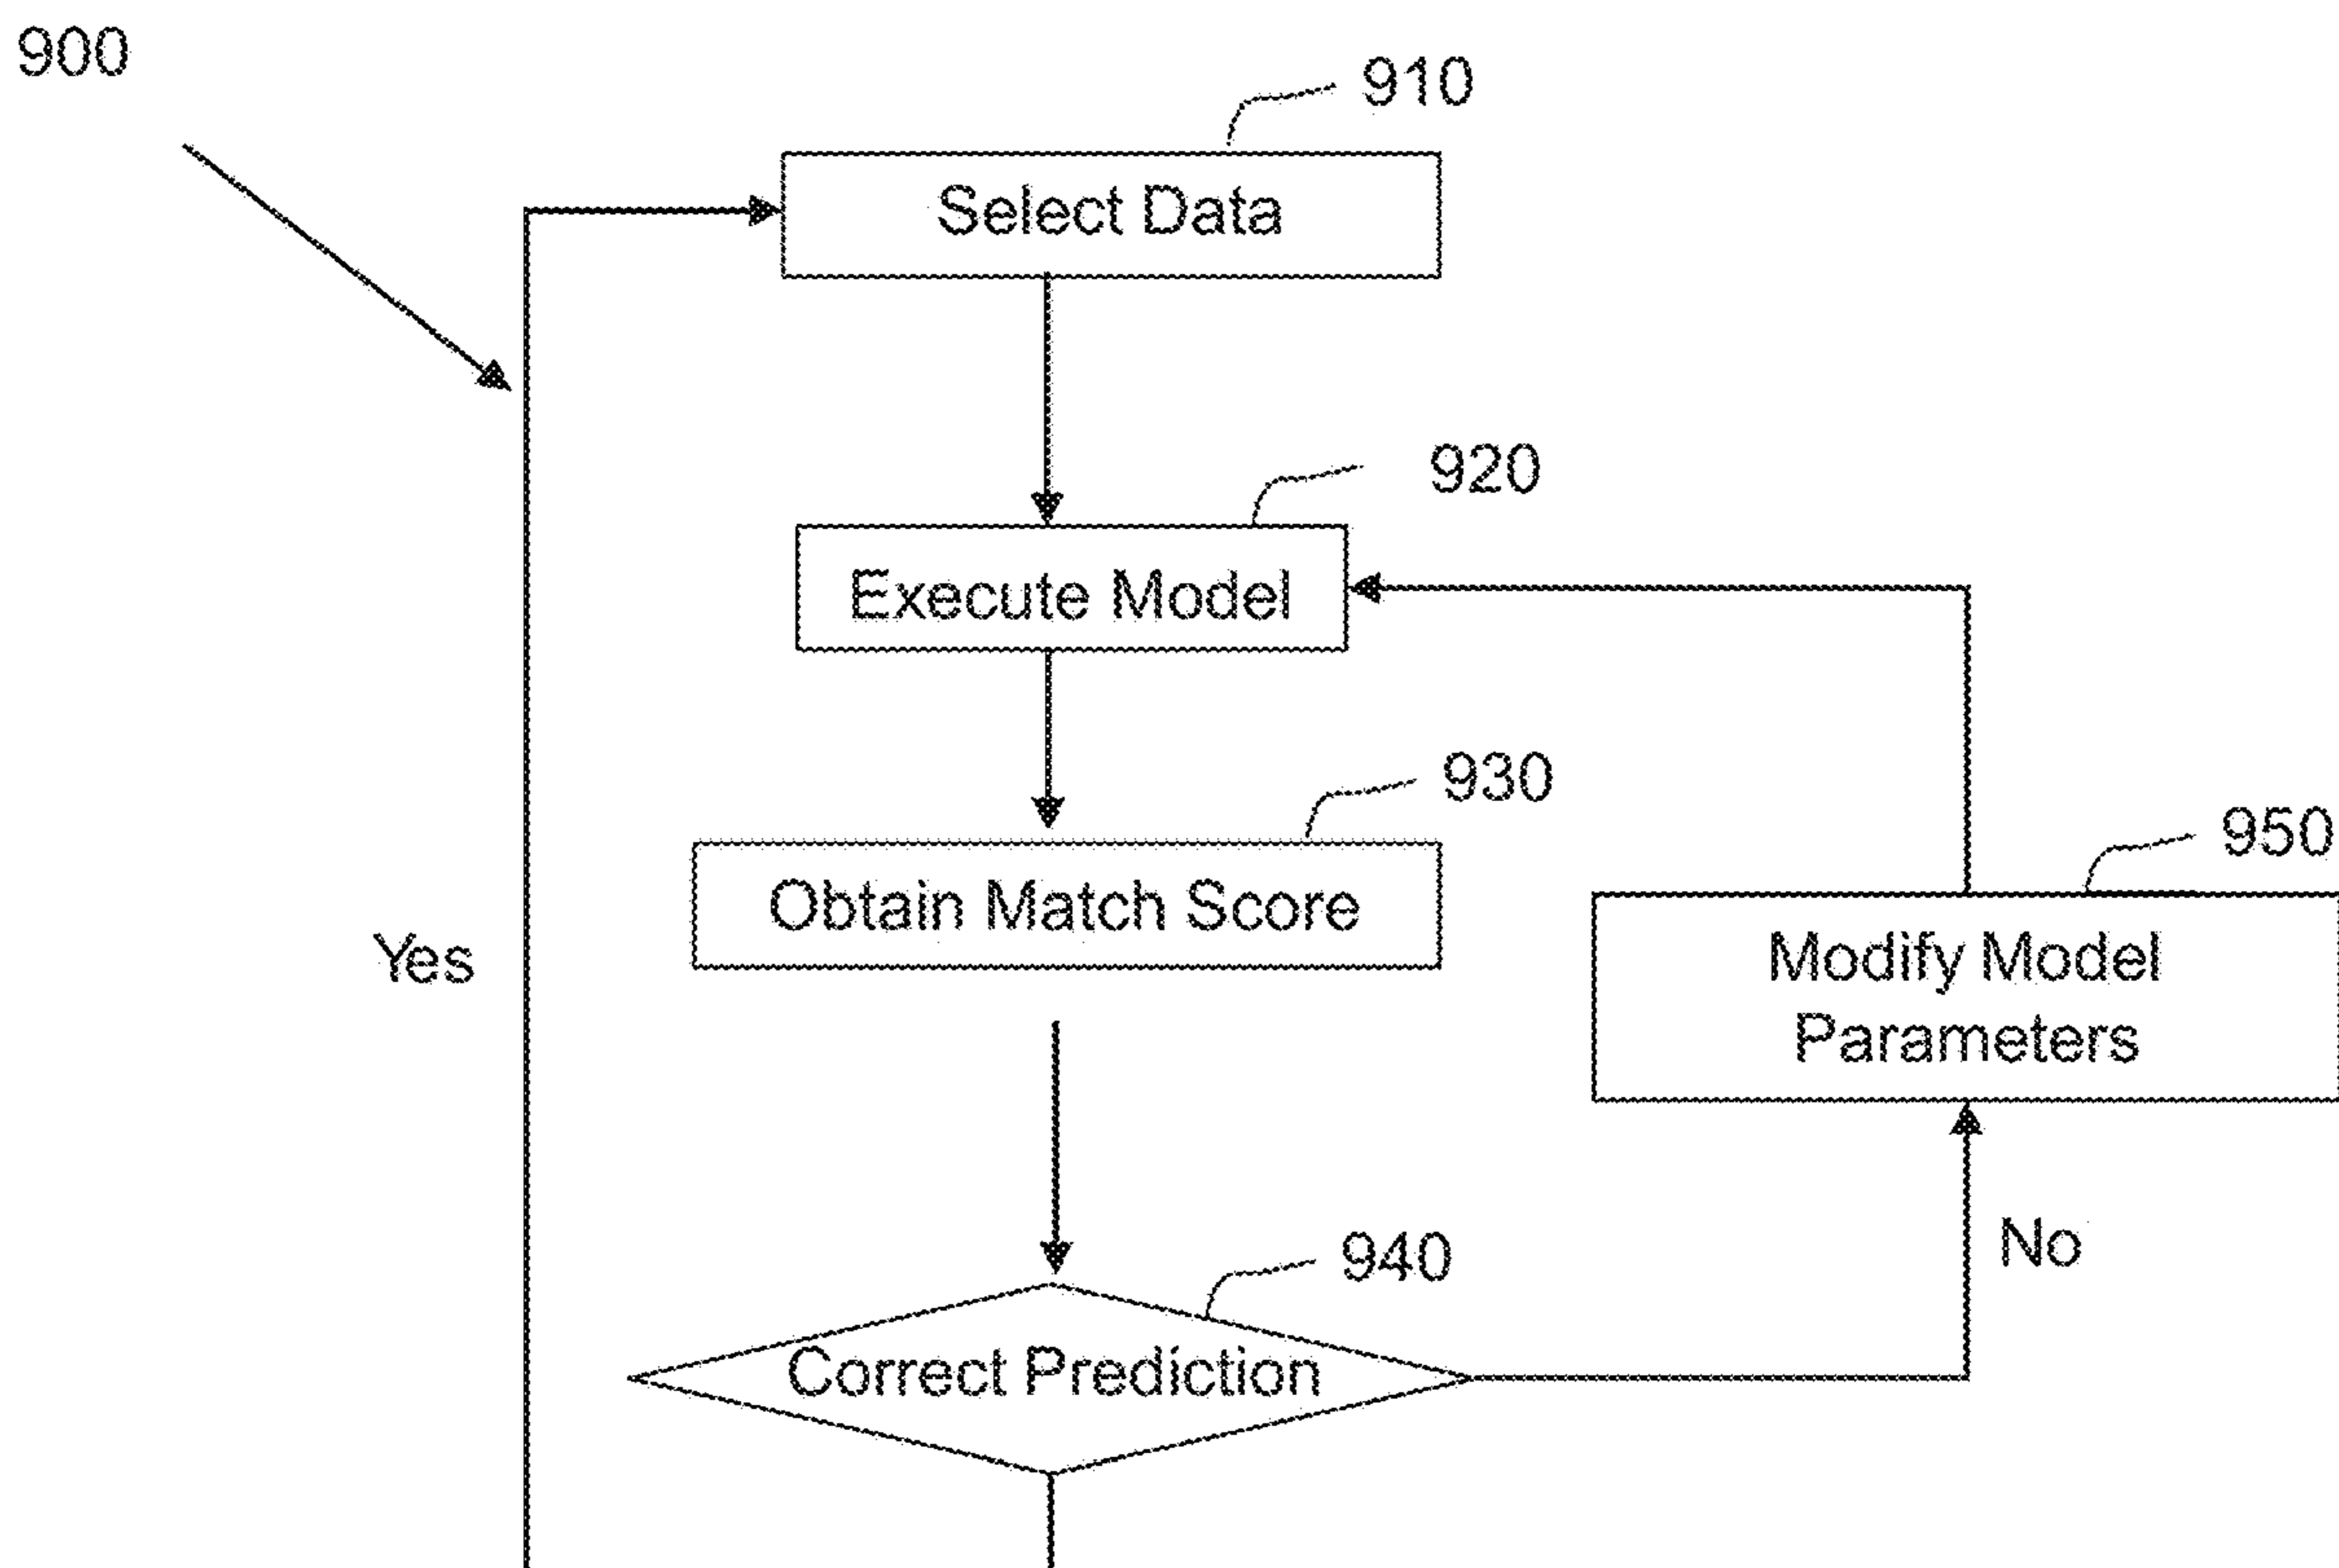 900
910
Select Data
920
Execute Model
930
Obtain Match Score
950
Modify Model
Parameters
Yes
No
940
Correct Prediction